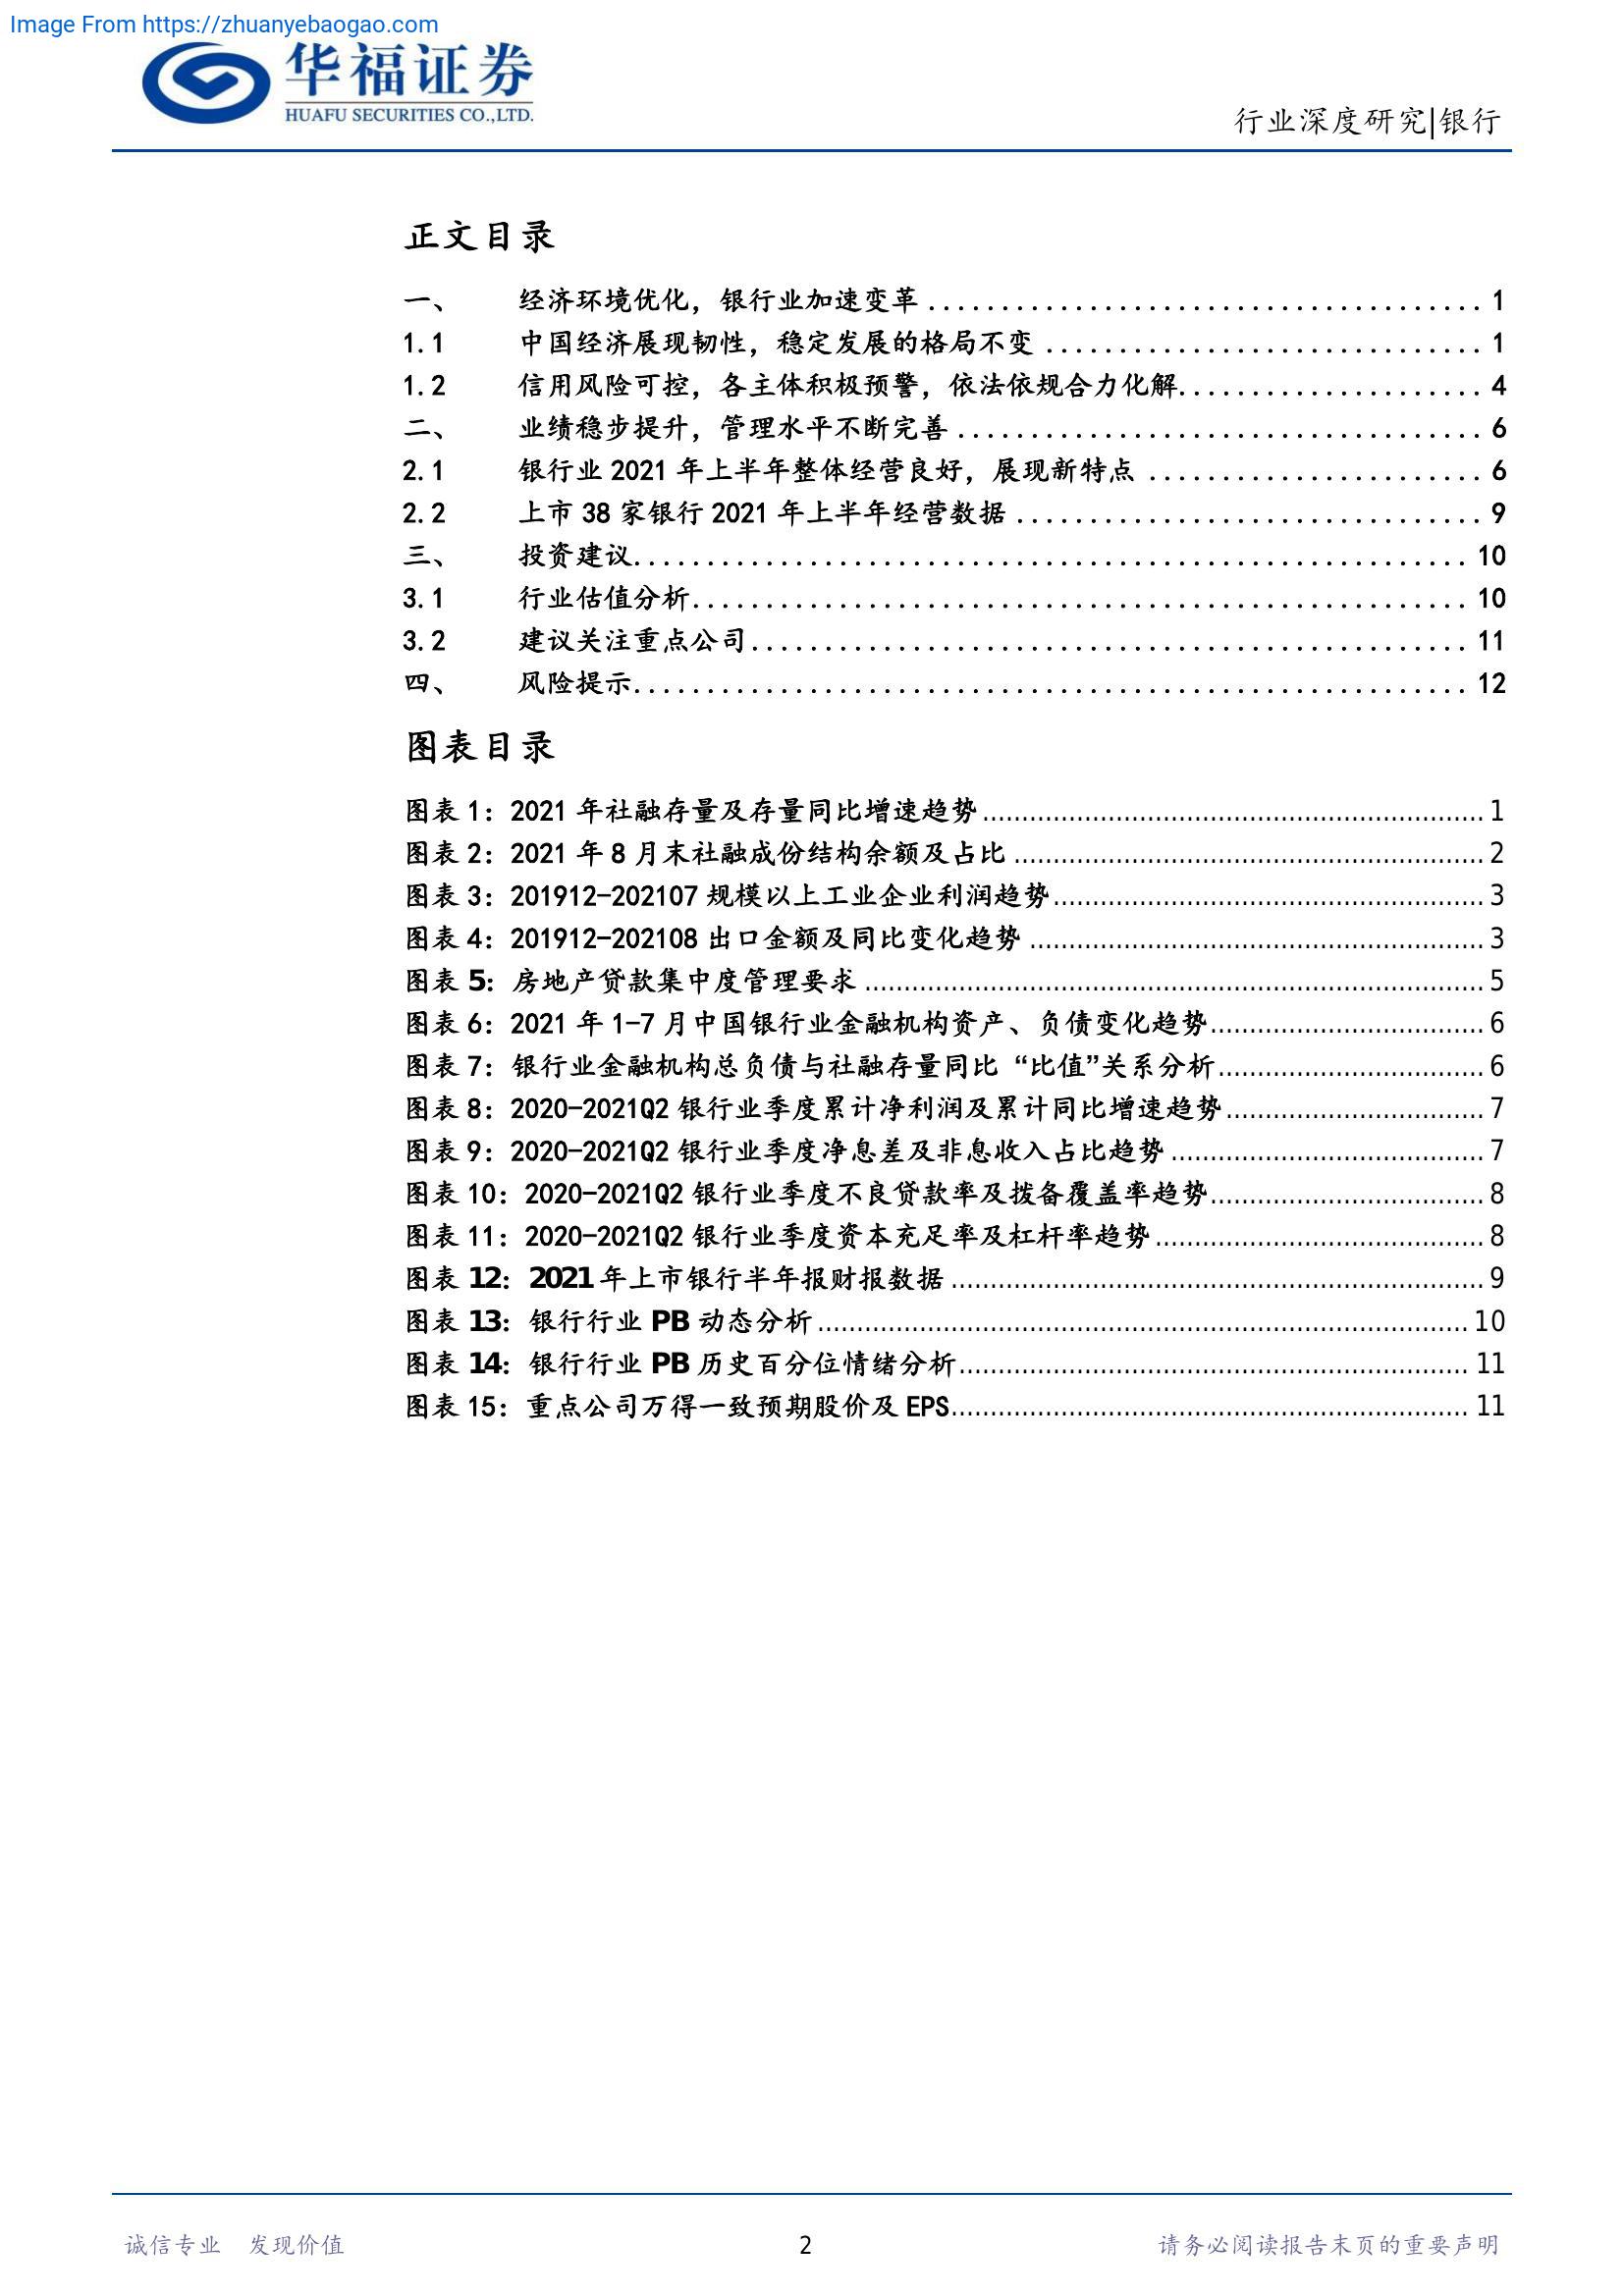 Image From https://zhuanyebaogao.com
华福证券
HUAFU SECURITIES CO.,LTD.
行业深度研究|银行
正文目录
一、 经济环境优化，银行业加速变革 1
1.1 中国经济展现韧性，稳定发展的格局不变 1
1.2 信用风险可控，各主体积极预警，依法依规合力化解 4
二、 业绩稳步提升，管理水平不断完善 6
2.1 银行业 2021 年上半年整体经营良好，展现新特点 6
2.2 上市 38 家银行 2021 年上半年经营数据 9
三、 投资建议 10
3.1 行业估值分析 10
3.2 建议关注重点公司 11
四、 风险提示 12
图表目录
图表 1：2021 年社融存量及存量同比增速趋势 1
图表 2：2021 年 8 月末社融成份结构余额及占比 2
图表 3：201912-202107 规模以上工业企业利润趋势 3
图表 4：201912-202108 出口金额及同比变化趋势 3
图表 5：房地产贷款集中度管理要求 5
图表 6：2021 年 1-7 月中国银行业金融机构资产、负债变化趋势 6
图表 7：银行业金融机构总负债与社融存量同比 “比值”关系分析 6
图表 8：2020-2021Q2 银行业季度累计净利润及累计同比增速趋势 7
图表 9：2020-2021Q2 银行业季度净息差及非息收入占比趋势 7
图表 10：2020-2021Q2 银行业季度不良贷款率及拨备覆盖率趋势 8
图表 11：2020-2021Q2 银行业季度资本充足率及杠杆率趋势 8
图表 12：2021 年上市银行半年报财报数据 9
图表 13：银行行业 PB 动态分析 10
图表 14：银行行业 PB 历史百分位情绪分析 11
图表 15：重点公司万得一致预期股价及 EPS 11
诚信专业 发现价值 2 请务必阅读报告末页的重要声明